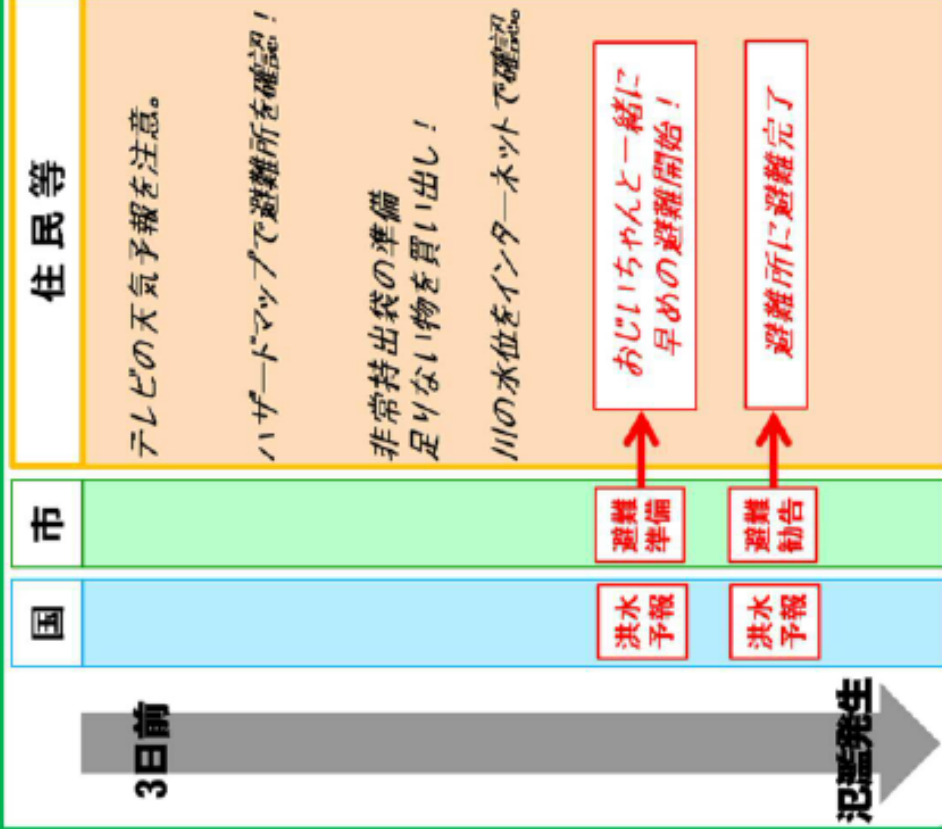 3日前
氾濫発生
国
洪水
予報
洪水
予報
市
避難
準備
避難
勧告
住民等
テレビの天気予報を注意。
ハザードマップで避難所を確認！
非常持出袋の準備
足りない物を買い出し！
川の水位をインターネットで確認。
おじいちゃんと一緒に
早めの避難開始！
避難所に避難完了